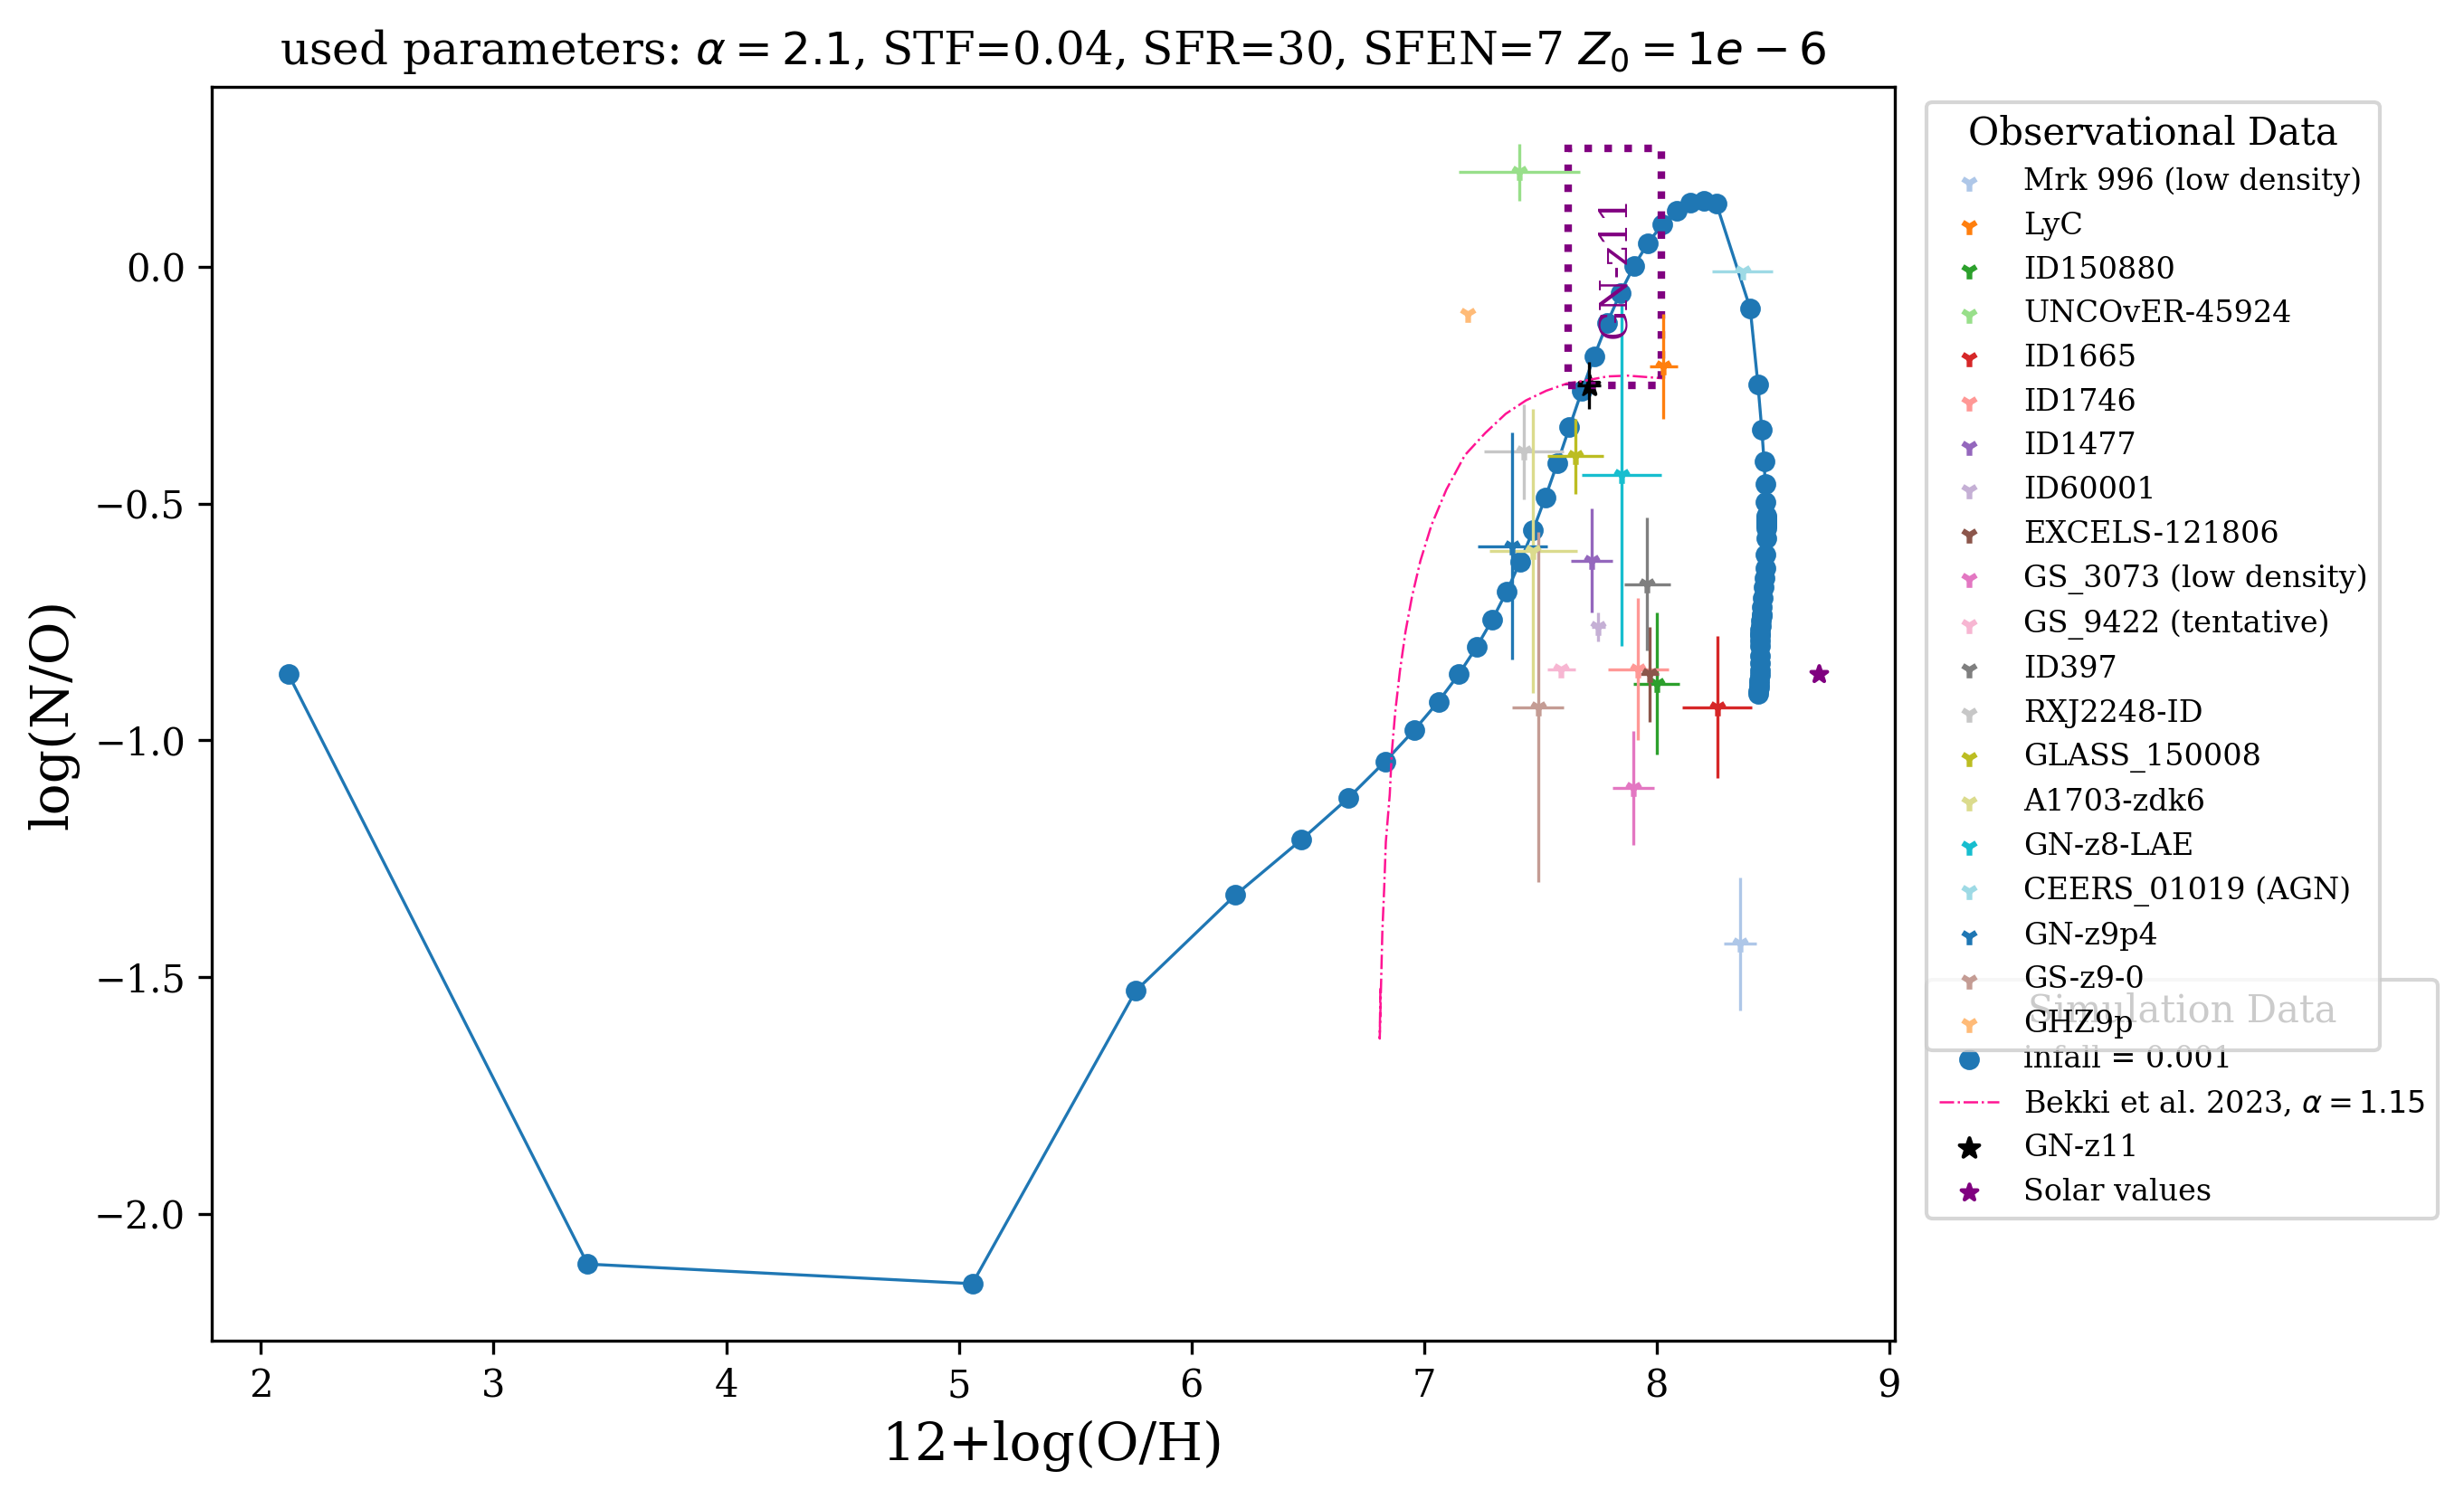 used parameters: α = 2.1, STF=0.04, SFR=30, SFEN=7 Z₀ = 1e − 6
log(N/O)
0.0
−0.5
−1.0
−1.5
−2.0
GN-z11
2 3 4 5 6 7 8 9
12+log(O/H)
Observational Data
Mrk 996 (low density)
LyC
ID150880
UNCOvER-45924
ID1665
ID1746
ID1477
ID60001
EXCELS-121806
GS_3073 (low density)
GS_9422 (tentative)
ID397
RXJ2248-ID
GLASS_150008
A1703-zdk6
GN-z8-LAE
CEERS_01019 (AGN)
GN-z9p4
GS-z9-0
GHZ9p
Simulation Data
infall = 0.001
Bekki et al. 2023, α = 1.15
GN-z11
Solar values